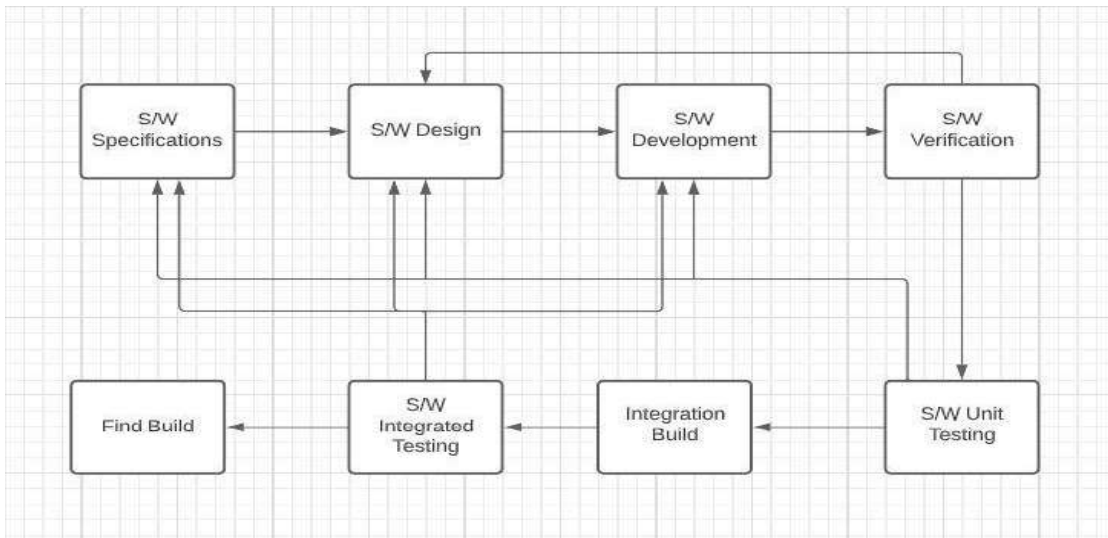 S/W
Specifications
S/W Design
S/W
Development
S/W
Verification
Find Build
S/W
Integrated
Testing
Integration
Build
S/W Unit
Testing